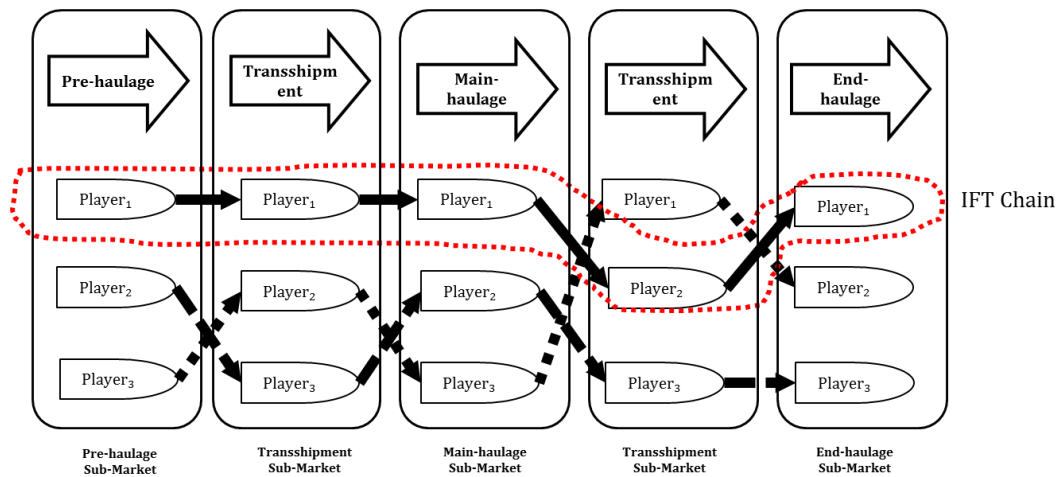 Pre-haulage
Transshipm
ent
Main-
haulage
Transshipm
ent
End-
haulage
Player₁
Player₁
Player₁
Player₁
Player₁
IFT Chain
Player₂
Player₂
Player₂
Player₂
Player₂
Player₃
Player₃
Player₃
Player₃
Player₃
Pre-haulage
Sub-Market
Transshipment
Sub-Market
Main-haulage
Sub-Market
Transshipment
Sub-Market
End-haulage
Sub-Market